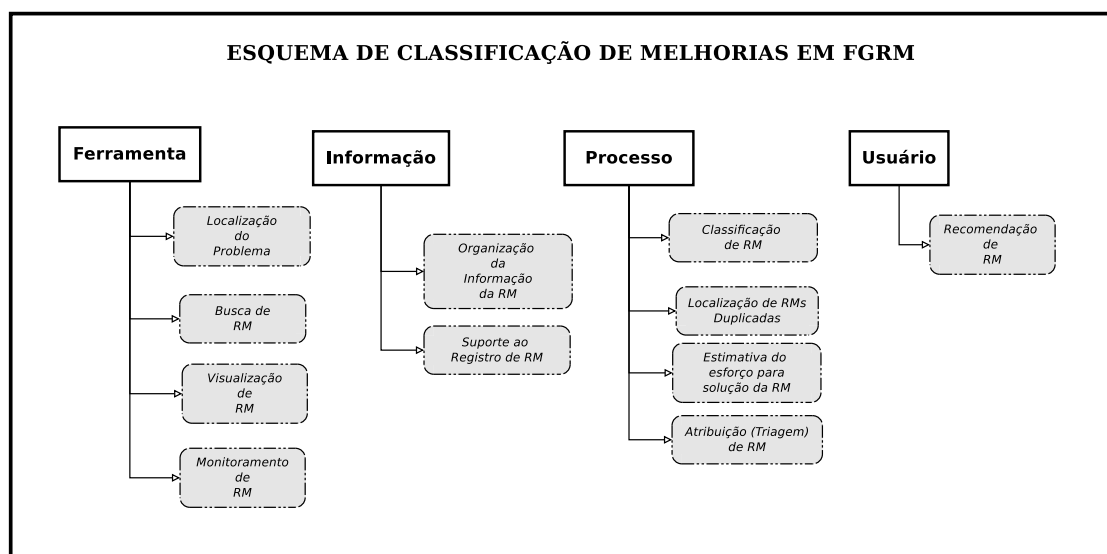 ESQUEMA DE CLASSIFICAÇÃO DE MELHORIAS EM FGRM
Ferramenta
Localização
do
Problema
Busca de
RM
Visualização
de
RM
Monitoramento
de
RM
Informação
Organização
da
Informação
da RM
Suporte ao
Registro de RM
Processo
Classificação
de RM
Localização de RMs
Duplicadas
Estimativa do
esforço para
solução da RM
Atribuição (Triagem)
de RM
Usuário
Recomendação
de
RM